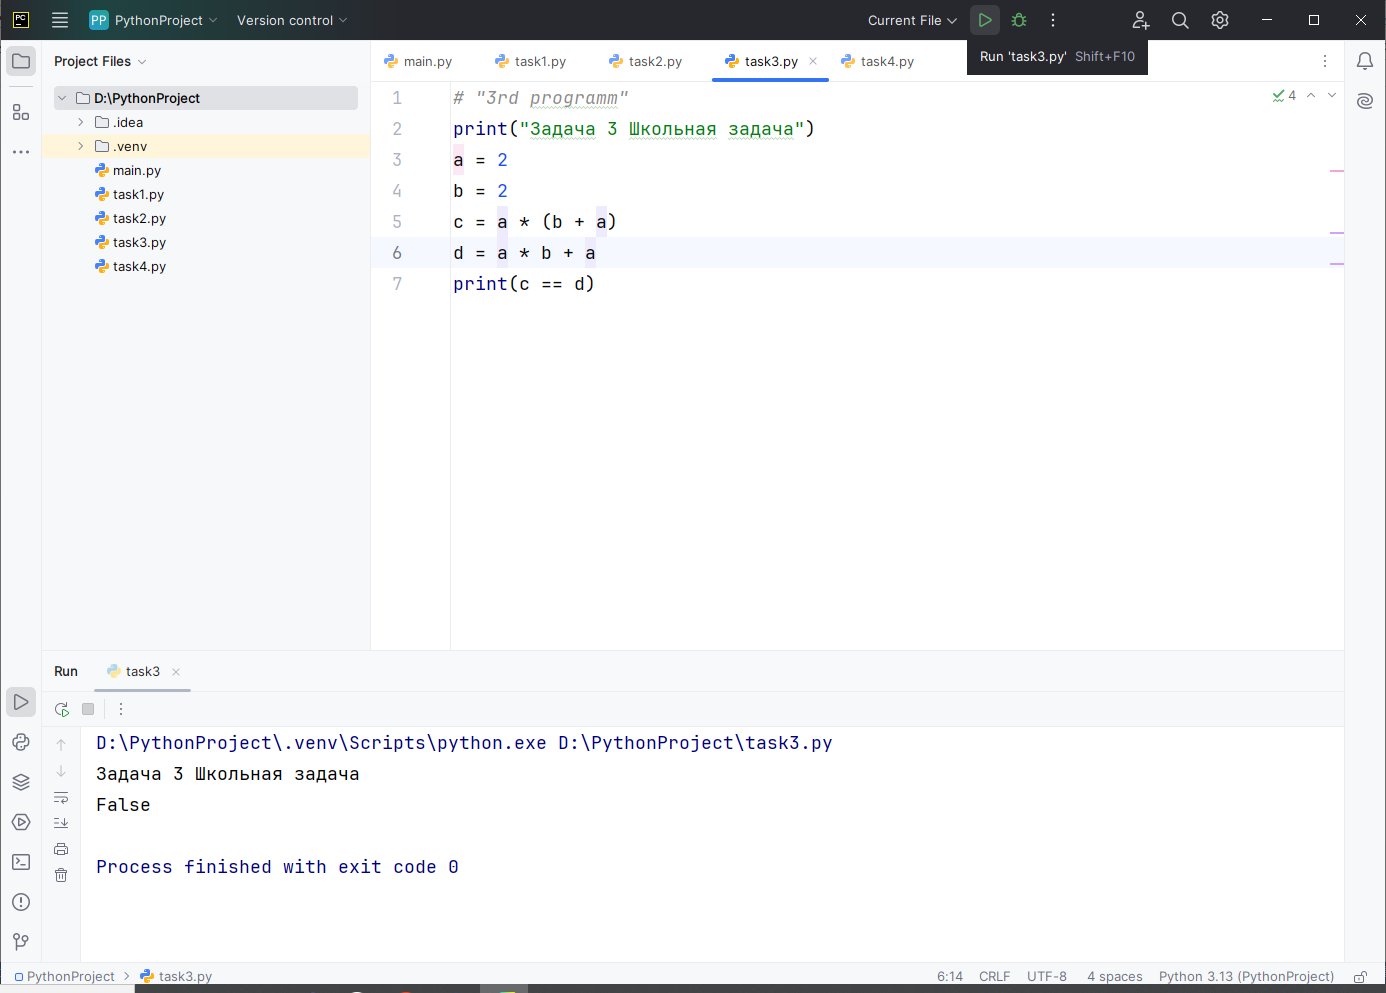 PC
PP PythonProject
Version control
Current File
Run 'task3.py' Shift+F10
Project Files
main.py
task1.py
task2.py
task3.py
task4.py
D:\PythonProject
.idea
.venv
main.py
task1.py
task2.py
task3.py
task4.py
4
1 # "3rd programm"
2 print("Задача 3 Школьная задача")
3 a = 2
4 b = 2
5 c = a * (b + a)
6 d = a * b + a
7 print(c == d)
Run
task3
D:\PythonProject\.venv\Scripts\python.exe D:\PythonProject\task3.py
Задача 3 Школьная задача
False
Process finished with exit code 0
PythonProject
task3.py
6:14 CRLF UTF-8 4 spaces Python 3.13 (PythonProject)